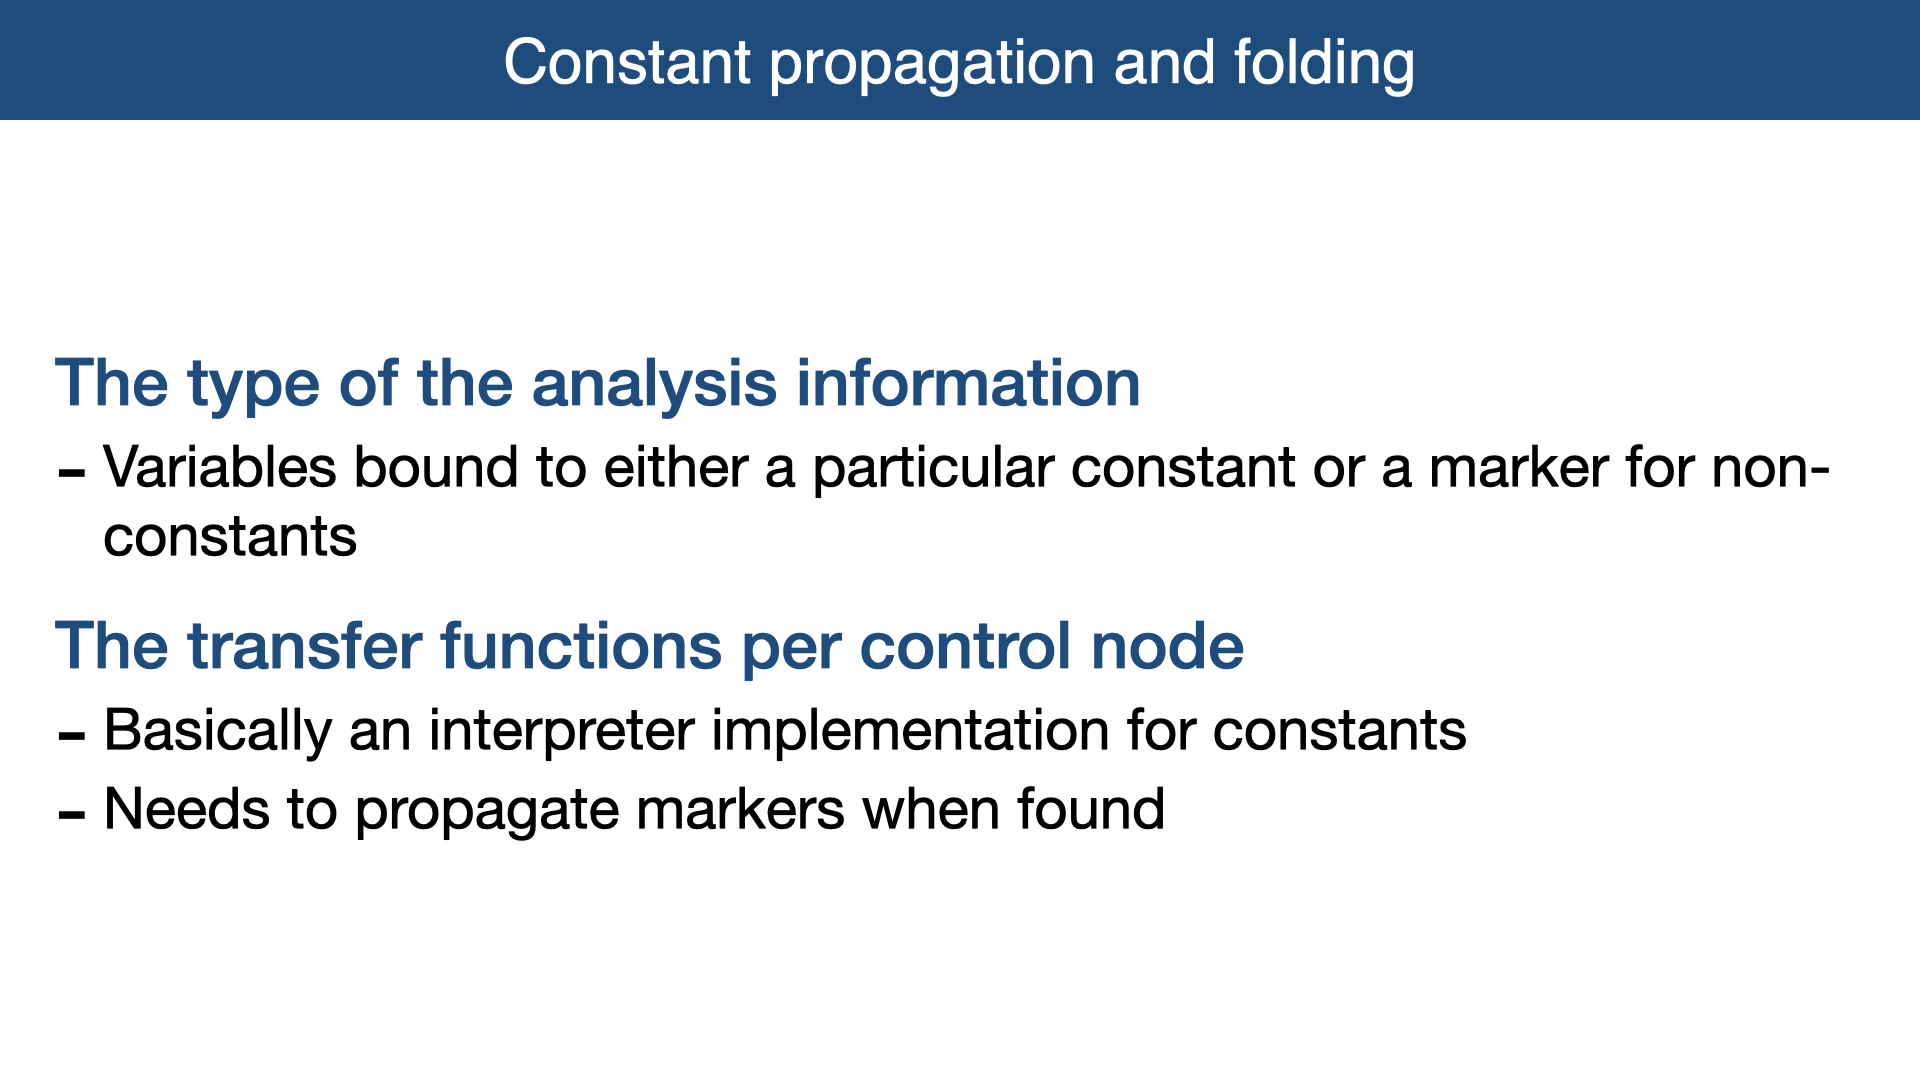 Constant propagation and folding
The type of the analysis information
- Variables bound to either a particular constant or a marker for non-
constants
The transfer functions per control node
- Basically an interpreter implementation for constants
- Needs to propagate markers when found